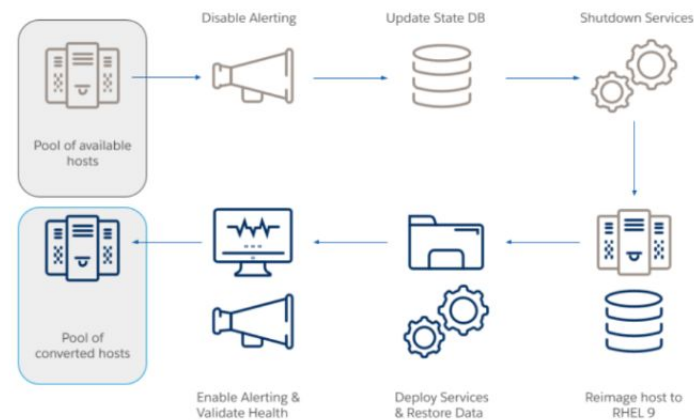 Disable Alerting
Update State DB
Shutdown Services
Pool of available
hosts
Pool of
converted hosts
Enable Alerting &
Validate Health
Deploy Services
& Restore Data
Reimage host to
RHEL 9